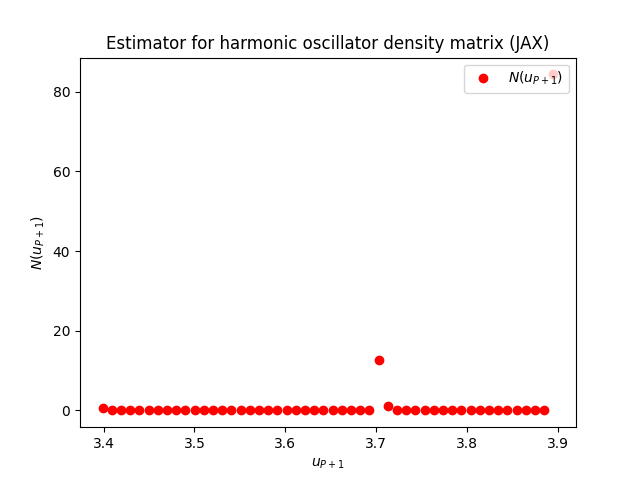 Estimator for harmonic oscillator density matrix (JAX)
N(u_{P+1})
80
60
40
20
0
N(u_{P+1})
3.4 3.5 3.6 3.7 3.8 3.9
u_{P+1}